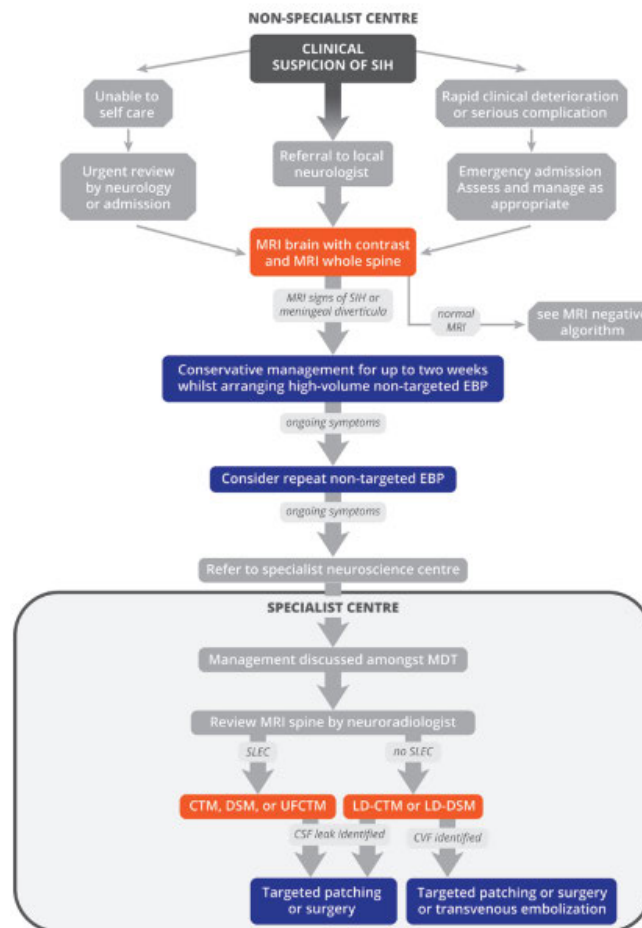 NON-SPECIALIST CENTRE
CLINICAL
SUSPICION OF SIH
Unable to
self care
Rapid clinical deterioration
or serious complication
Urgent review
by neurology
or admission
Referral to local
neurologist
Emergency admission
Assess and manage as
appropriate
MRI brain with contrast
and MRI whole spine
MRI signs of SIH or
meningeal diverticula
normal
MRI
see MRI negative
algorithm
Conservative management for up to two weeks
whilst arranging high-volume non-targeted EBP
ongoing symptoms
Consider repeat non-targeted EBP
ongoing symptoms
Refer to specialist neuroscience centre
SPECIALIST CENTRE
Management discussed amongst MDT
Review MRI spine by neuroradiologist
SLEC
no SLEC
CTM, DSM, or UFCTM
LD-CTM or LD-DSM
CSF leak identified
CVF identified
Targeted patching
or surgery
Targeted patching or surgery
or transvenous embolization